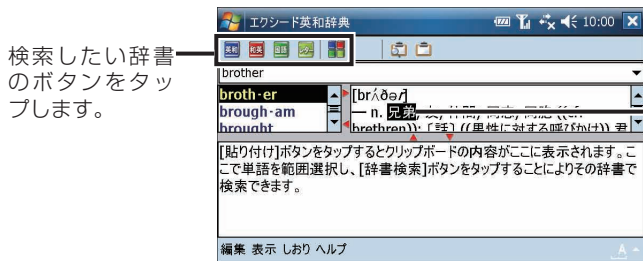 検索したい辞書
のボタンをタッ
プします。
エクシード英和辞典
10:00
英和 和英 国語
brother
broth·er
brough·am
brought
[brʌ́ðər]
― n. 兄弟
brethren)); 〔話〕((男性に対する呼びかけ)) 君
[貼り付け]ボタンをタップするとクリップボードの内容がここに表示されます。こ
こで単語を範囲選択し、[辞書検索]ボタンをタップすることによりその辞書で
検索できます。
編集 表示 しおり ヘルプ
A